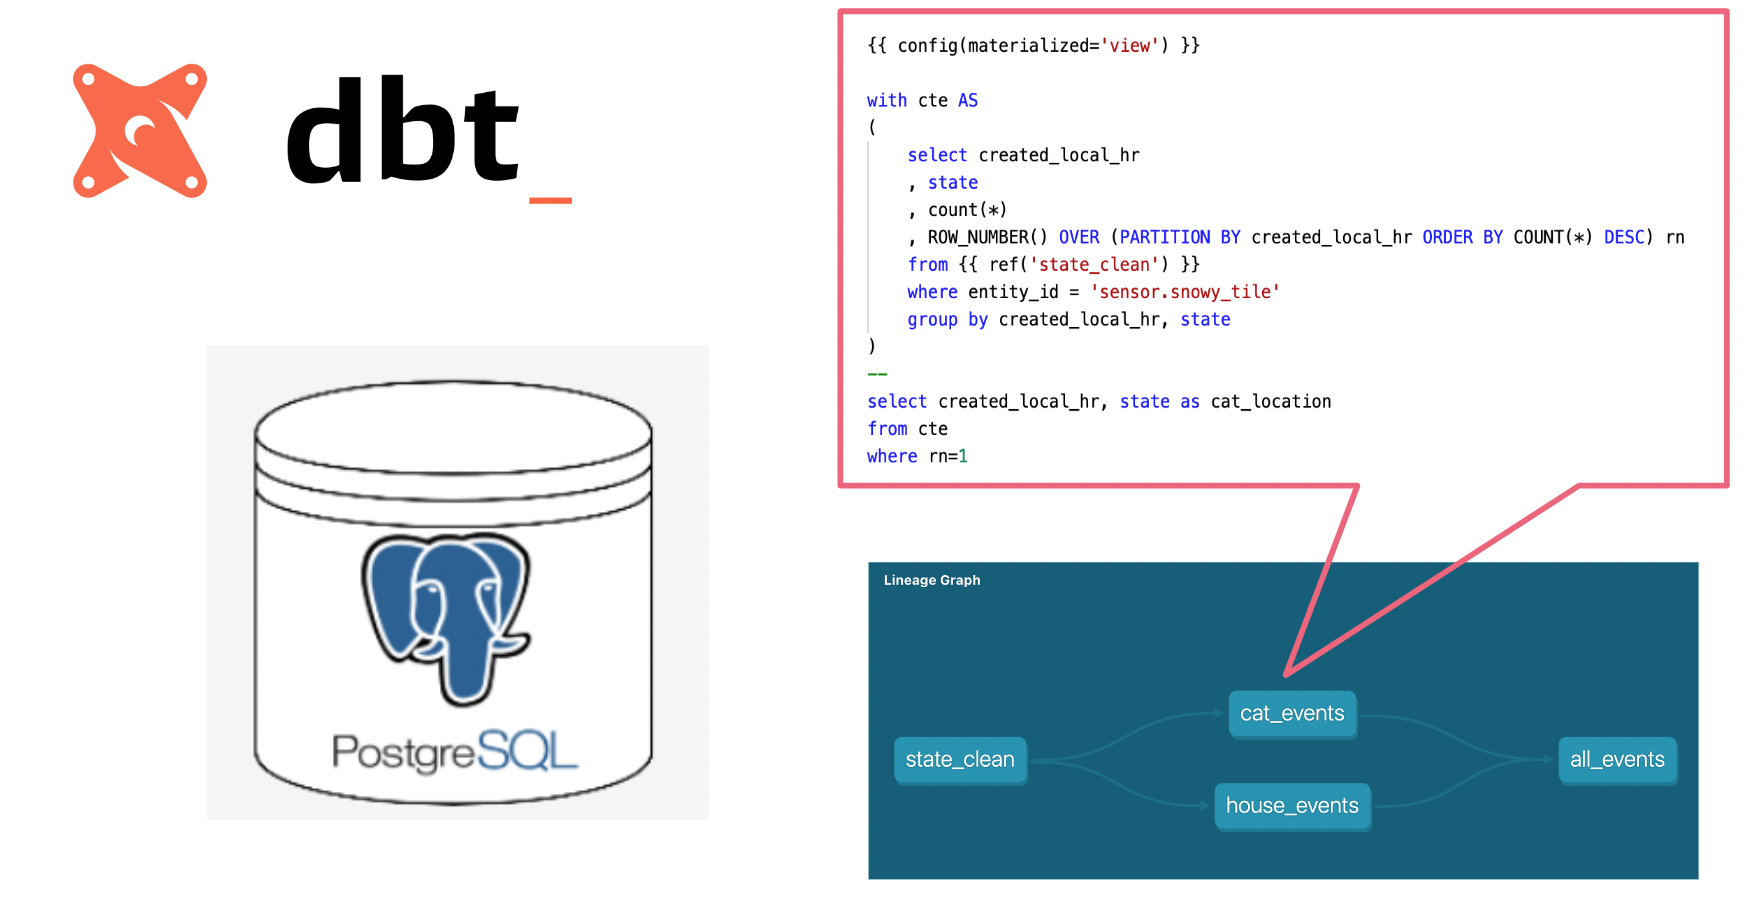 dbt_
PostgreSQL
{{ config(materialized='view') }}
with cte AS
(
select created_local_hr
, state
, count(*)
, ROW_NUMBER() OVER (PARTITION BY created_local_hr ORDER BY COUNT(*) DESC) rn
from {{ ref('state_clean') }}
where entity_id = 'sensor.snowy_tile'
group by created_local_hr, state
)
--
select created_local_hr, state as cat_location
from cte
where rn=1
Lineage Graph
cat_events
state_clean
all_events
house_events